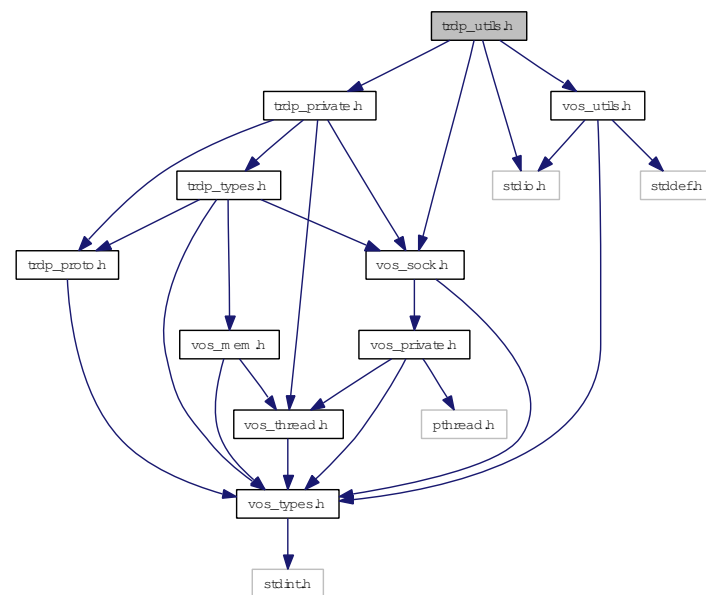 trdp_utils.h
trdp_private.h
vos_utils.h
trdp_types.h
stdio.h
stddef.h
trdp_proto.h
vos_sock.h
vos_mem.h
vos_private.h
vos_thread.h
pthread.h
vos_types.h
stdint.h